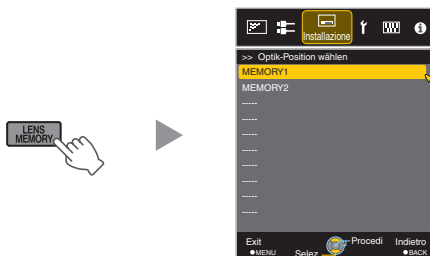 LENS
MEMORY
Installazione
>> Optik-Position wählen
MEMORY1
MEMORY2
-----
-----
-----
-----
-----
-----
-----
-----
Exit
●MENU
Selez
Procedi
Indietro
●BACK